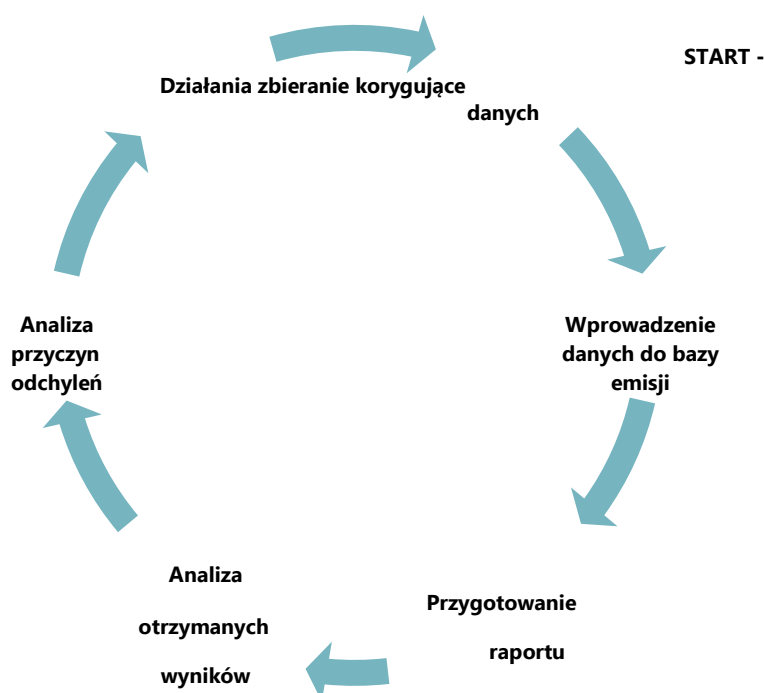 START -
Działania zbieranie korygujące
danych
Wprowadzenie
danych do bazy
emisji
Przygotowanie
raportu
Analiza
otrzymanych
wyników
Analiza
przyczyn
odchyleń